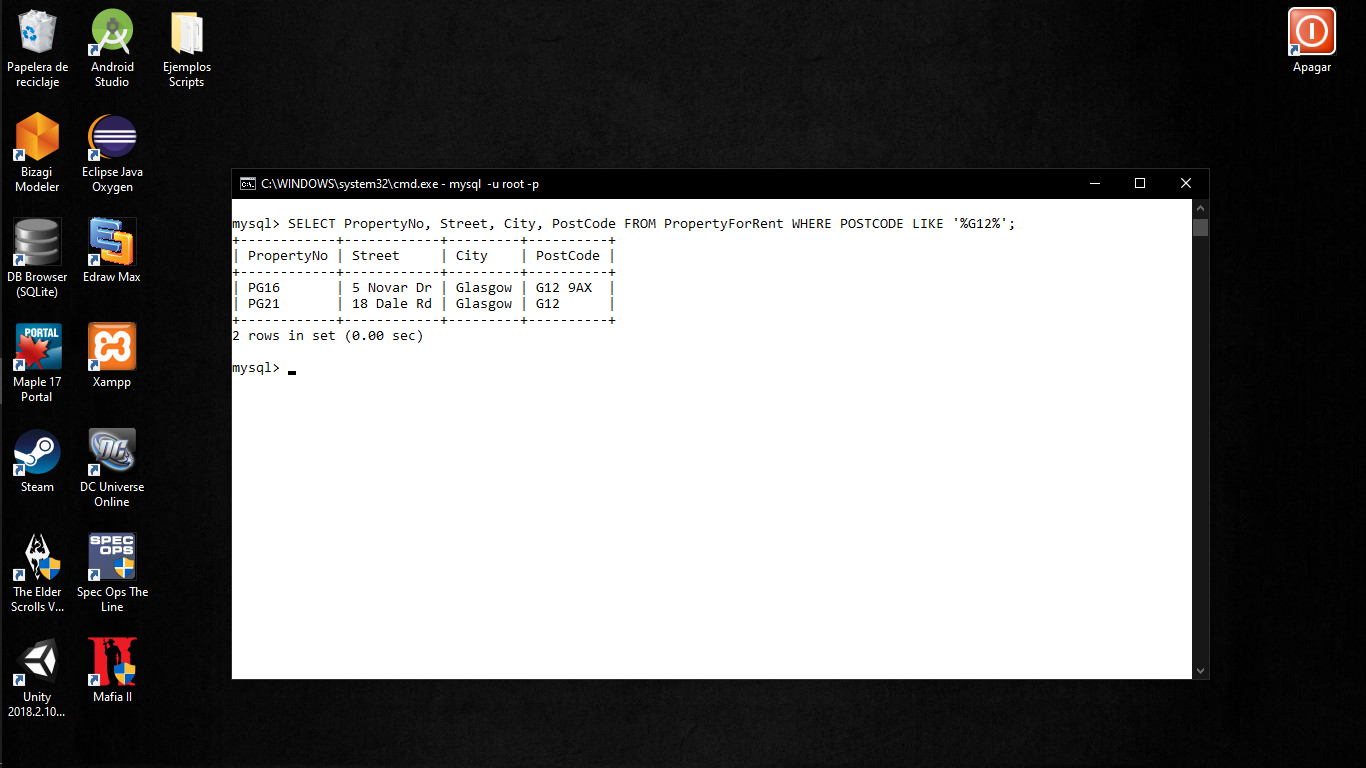 Papelera de
reciclaje
Android
Studio
Ejemplos
Scripts
Apagar
Bizagi
Modeler
Eclipse Java
Oxygen
DB Browser
(SQLite)
Edraw Max
PORTAL
Maple 17
Portal
Xampp
Steam
DC
DC Universe
Online
The Elder
Scrolls V...
SPEC
OPS
Spec Ops The
Line
Unity
2018.2.10...
II
Mafia II
C:\WINDOWS\system32\cmd.exe - mysql  -u root -p
mysql> SELECT PropertyNo, Street, City, PostCode FROM PropertyForRent WHERE POSTCODE LIKE '%G12%';
+------------+------------+---------+----------+
| PropertyNo | Street     | City    | PostCode |
+------------+------------+---------+----------+
| PG16       | 5 Novar Dr | Glasgow | G12 9AX  |
| PG21       | 18 Dale Rd | Glasgow | G12      |
+------------+------------+---------+----------+
2 rows in set (0.00 sec)
mysql>